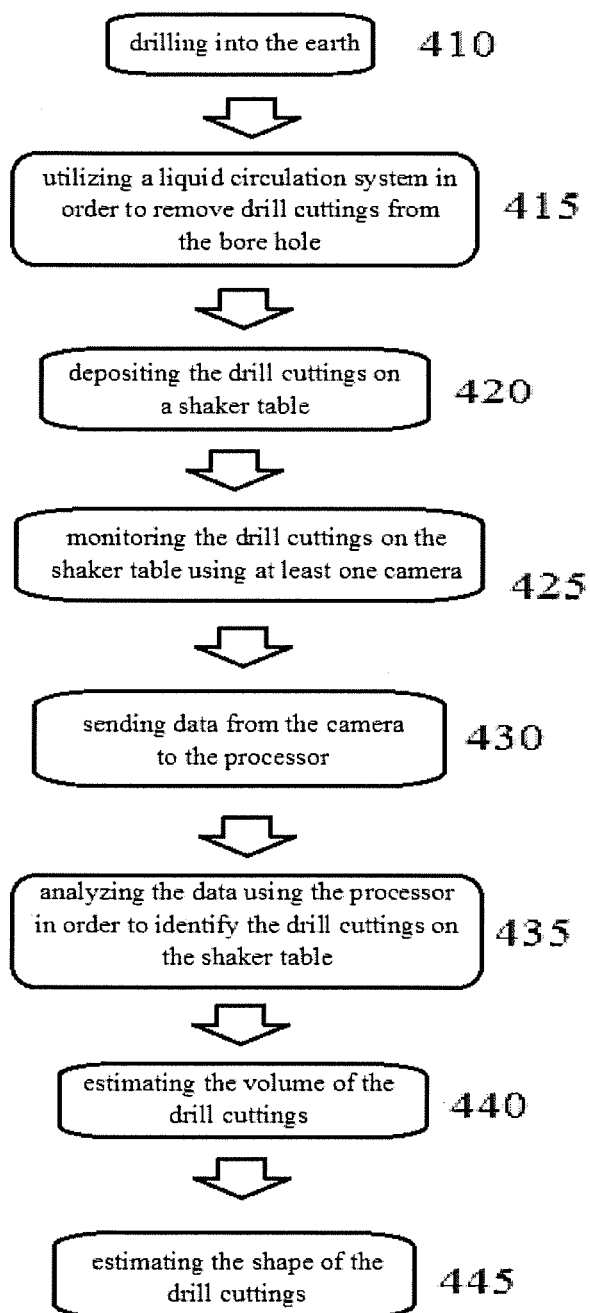 drilling into the earth 410
utilizing a liquid circulation system in
order to remove drill cuttings from
the bore hole
415
depositing the drill cuttings on
a shaker table
420
monitoring the drill cuttings on the
shaker table using at least one camera
425
sending data from the camera
to the processor
430
analyzing the data using the processor
in order to identify the drill cuttings on
the shaker table
435
estimating the volume of the
drill cuttings
440
estimating the shape of the
drill cuttings
445